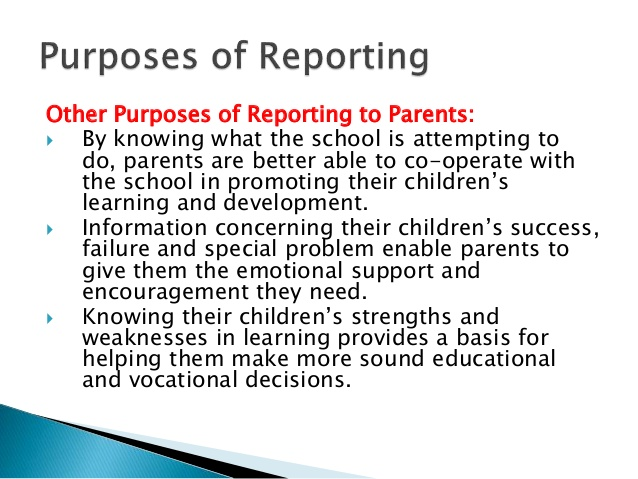 Purposes of Reporting
Other Purposes of Reporting to Parents:
By knowing what the school is attempting to
do, parents are better able to co-operate with
the school in promoting their children’s
learning and development.
Information concerning their children’s success,
failure and special problem enable parents to
give them the emotional support and
encouragement they need.
Knowing their children’s strengths and
weaknesses in learning provides a basis for
helping them make more sound educational
and vocational decisions.